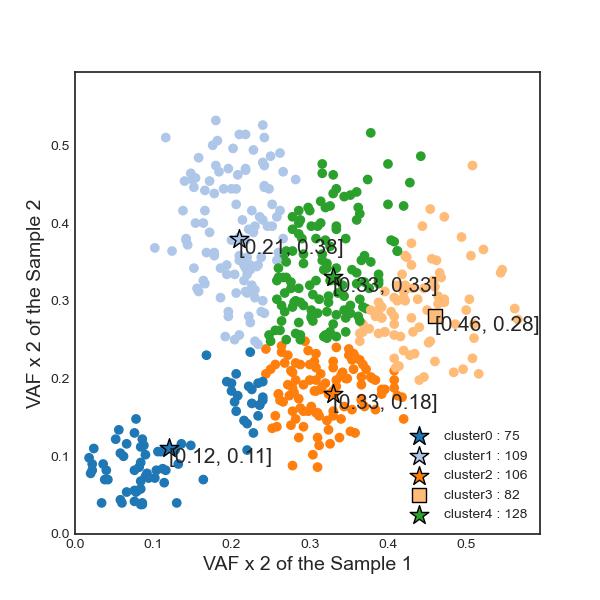 0.5
0.4
0.3
0.2
0.1
0.0
VAF x 2 of the Sample 2
[0.21, 0.38]
[0.33, 0.33]
[0.46, 0.28]
[0.33, 0.18]
[0.12, 0.11]
cluster0 : 75
cluster1 : 109
cluster2 : 106
cluster3 : 82
cluster4 : 128
0.0 0.1 0.2 0.3 0.4 0.5
VAF x 2 of the Sample 1